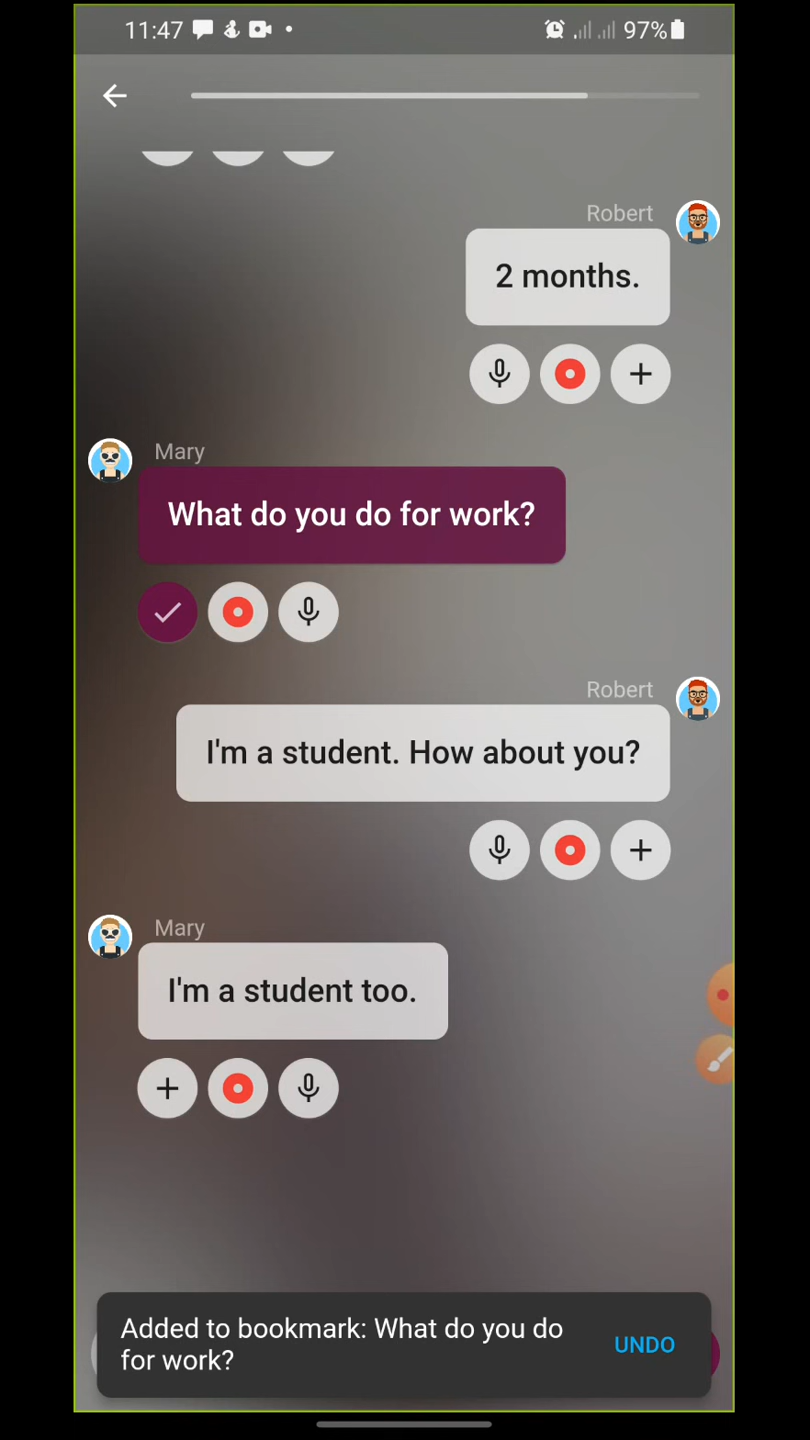 11:47 97%
Robert
2 months.
Mary
What do you do for work?
Robert
I'm a student. How about you?
Mary
I'm a student too.
Added to bookmark: What do you do
for work?
UNDO